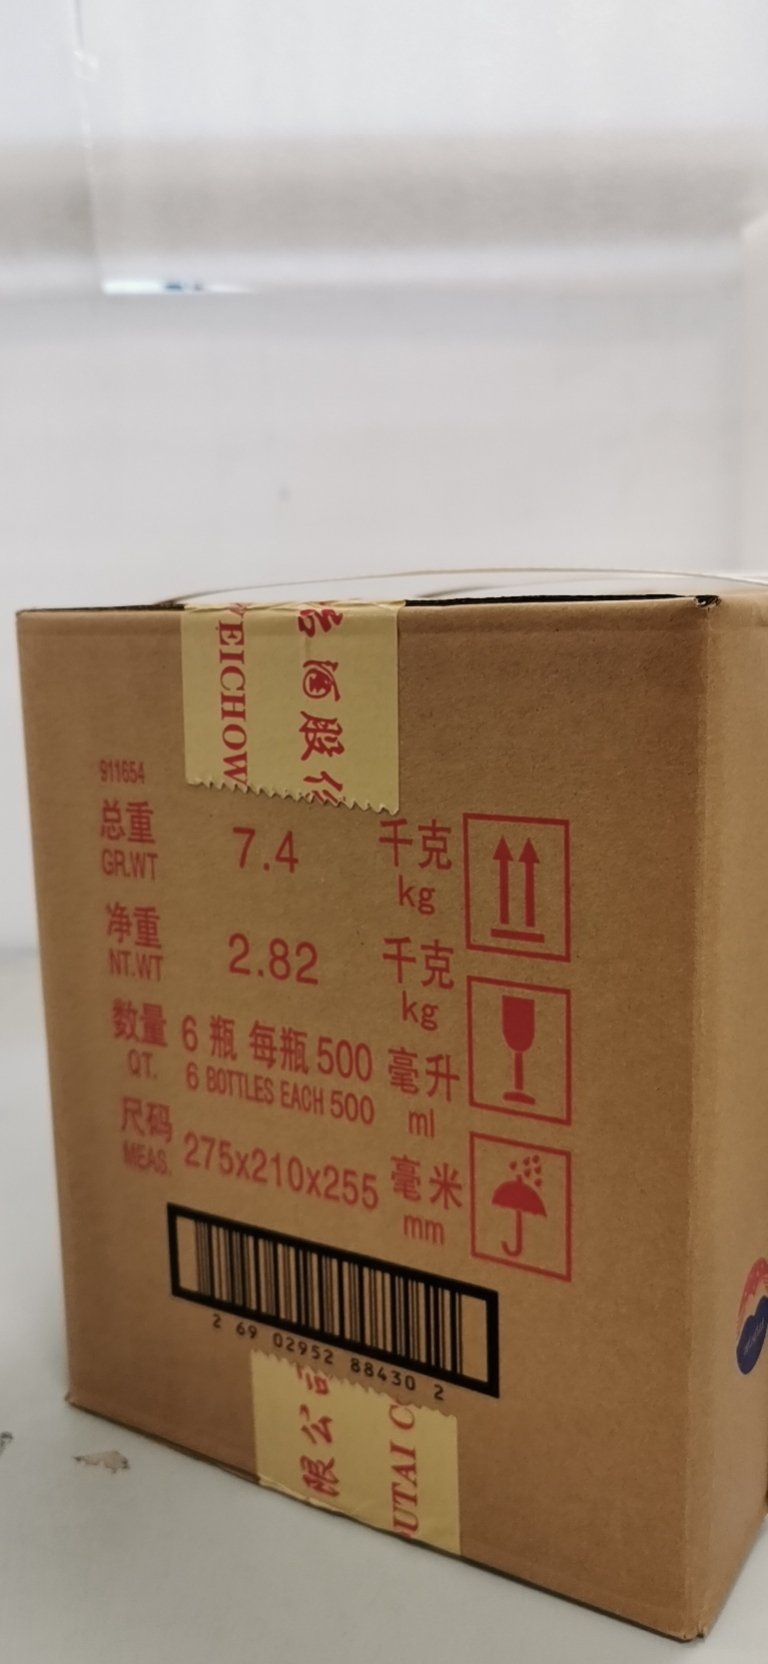 EICHOW
酒股份
911654
总重 7.4 千克
GR.WT kg
净重 2.82 千克
NT.WT kg
数量 6 瓶 每瓶 500 毫升
QT. 6 BOTTLES EACH 500 ml
尺码 275x210x255 毫米
MEAS. mm
2 69 02952 88430 2
限公司
UTAI C